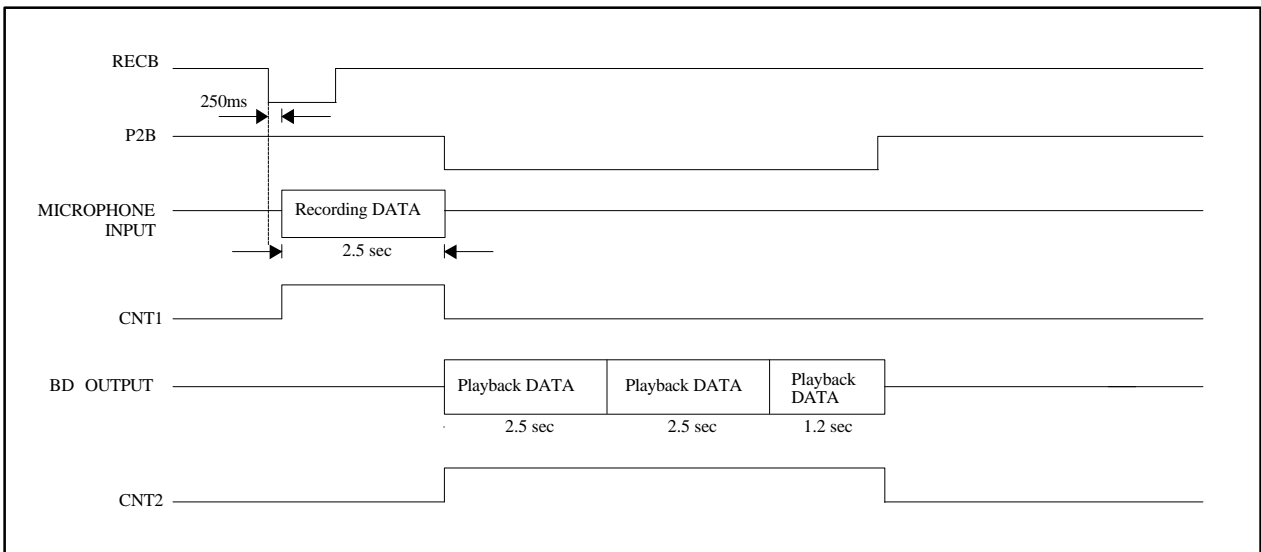 RECB
250ms
P2B
MICROPHONE
INPUT
Recording DATA
2.5 sec
CNT1
BD OUTPUT
Playback DATA
Playback DATA
Playback
DATA
2.5 sec
2.5 sec
1.2 sec
CNT2